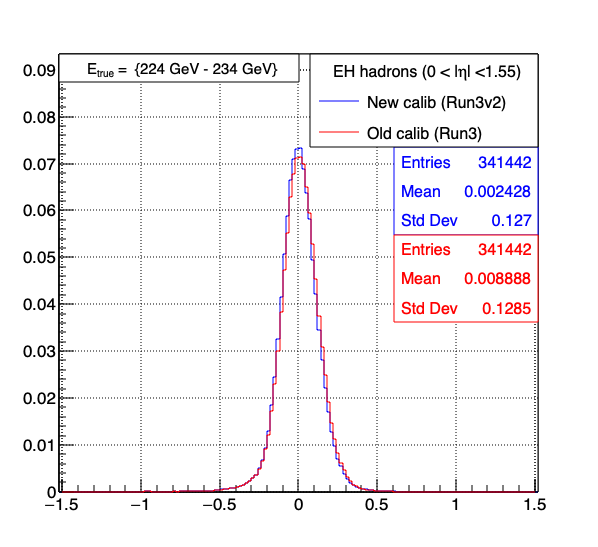 E_true = {224 GeV - 234 GeV}
EH hadrons (0 < |η| <1.55)
New calib (Run3v2)
Old calib (Run3)
Entries 341442
Mean 0.002428
Std Dev 0.127
Entries 341442
Mean 0.008888
Std Dev 0.1285
0.09
0.08
0.07
0.06
0.05
0.04
0.03
0.02
0.01
0
−1.5 −1 −0.5 0 0.5 1 1.5